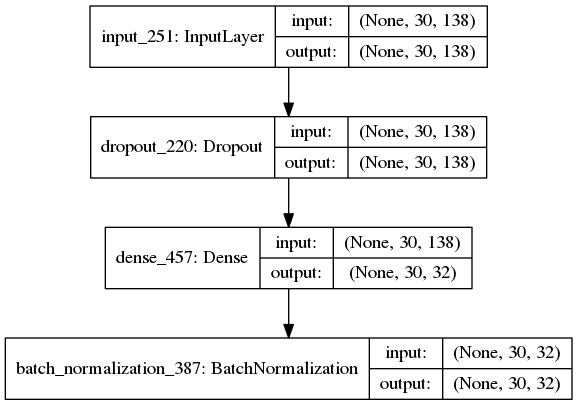 input_251: InputLayer
input: (None, 30, 138)
output: (None, 30, 138)
dropout_220: Dropout
input: (None, 30, 138)
output: (None, 30, 138)
dense_457: Dense
input: (None, 30, 138)
output: (None, 30, 32)
batch_normalization_387: BatchNormalization
input: (None, 30, 32)
output: (None, 30, 32)